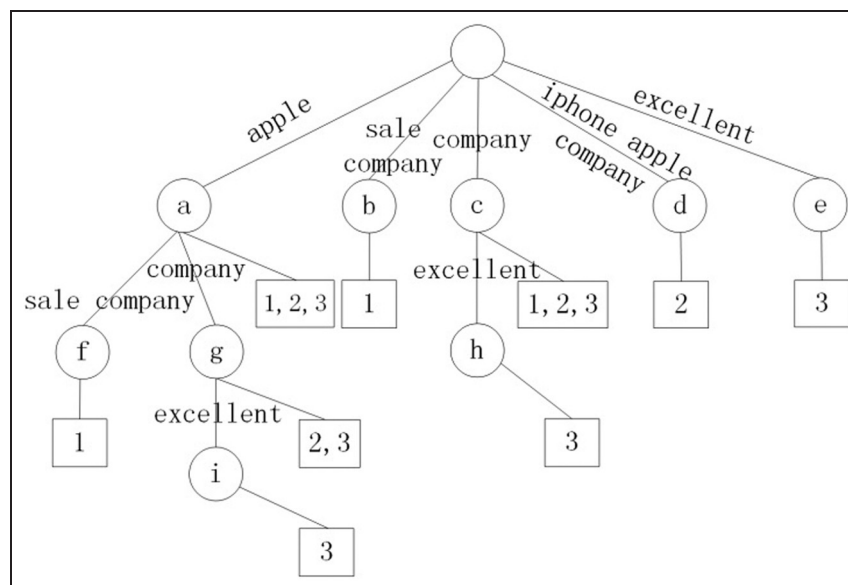 apple
sale company
company
iphone apple company
excellent
a
b
c
d
e
sale company
company
1, 2, 3
1
excellent
1, 2, 3
2
3
f
g
h
1
excellent
2, 3
3
i
3